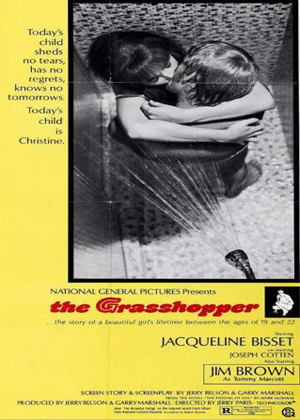 Today's
child
sheds
no tears,
has no
regrets,
knows no
tomorrows.
Today's
child
is
Christine.
NATIONAL GENERAL PICTURES Presents
the Grasshopper
...the story of a beautiful girl's lifetime between the ages of 19 and 22
Starring
JACQUELINE BISSET
co-starring
JOSEPH COTTEN
Also Starring
JIM BROWN
As Tommy Marcott
SCREEN STORY & SCREENPLAY BY JERRY BELSON & GARRY MARSHALL
PRODUCED BY JERRY BELSON & GARRY MARSHALL · DIRECTED BY JERRY PARIS · TECHNICOLOR®
R